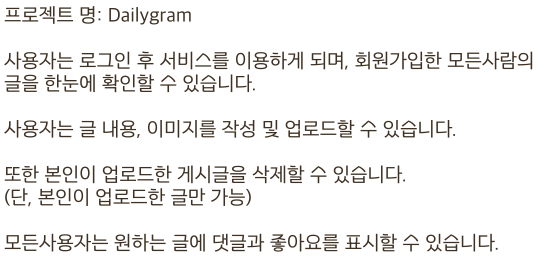 프로젝트 명: Dailygram
사용자는 로그인 후 서비스를 이용하게 되며, 회원가입한 모든사람의
글을 한눈에 확인할 수 있습니다.
사용자는 글 내용, 이미지를 작성 및 업로드할 수 있습니다.
또한 본인이 업로드한 게시글을 삭제할 수 있습니다.
(단, 본인이 업로드한 글만 가능)
모든사용자는 원하는 글에 댓글과 좋아요를 표시할 수 있습니다.